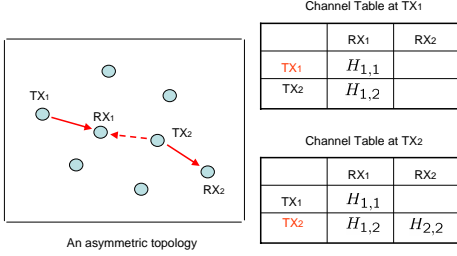 Channel Table at TX1
RX1 RX2
TX1 H1,1
TX2 H1,2
TX1
RX1
TX2
RX2
An asymmetric topology
Channel Table at TX2
RX1 RX2
TX1 H1,1
TX2 H1,2 H2,2